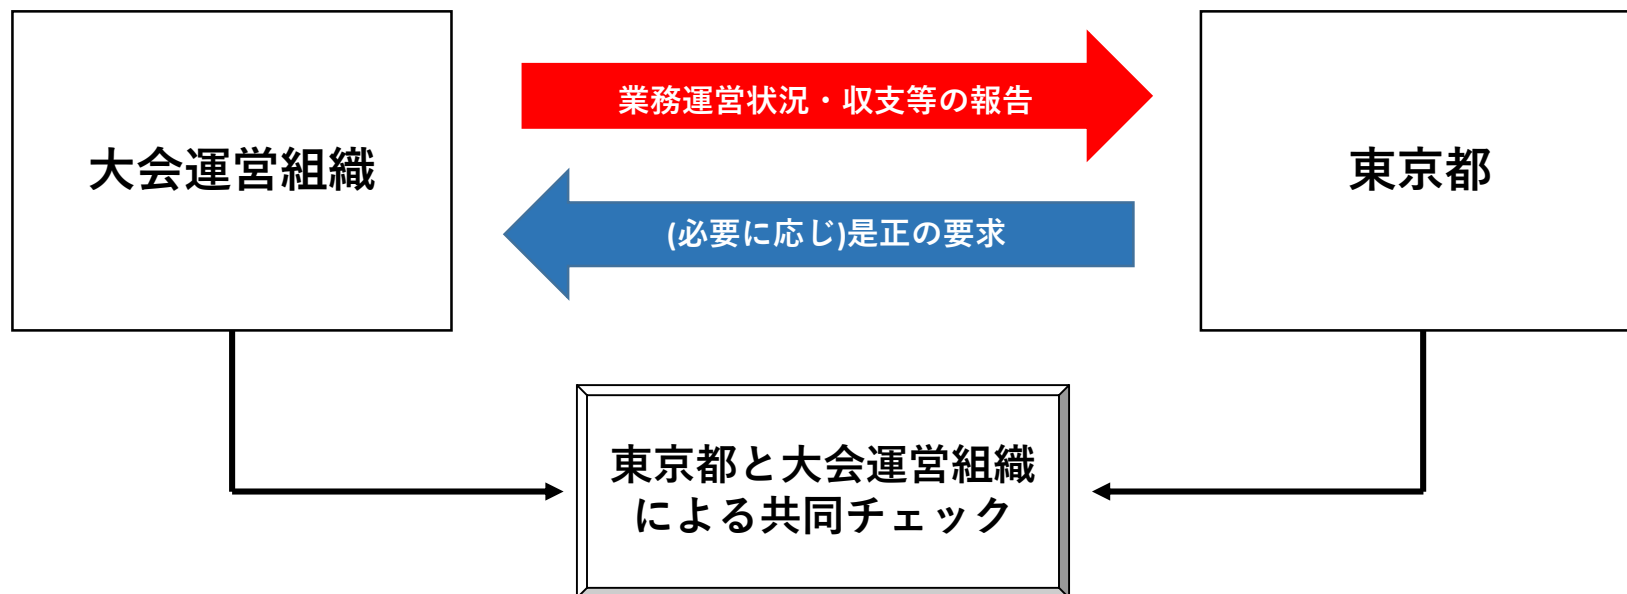 業務運営状況・収支等の報告
大会運営組織
東京都
(必要に応じ)是正の要求
東京都と大会運営組織
による共同チェック